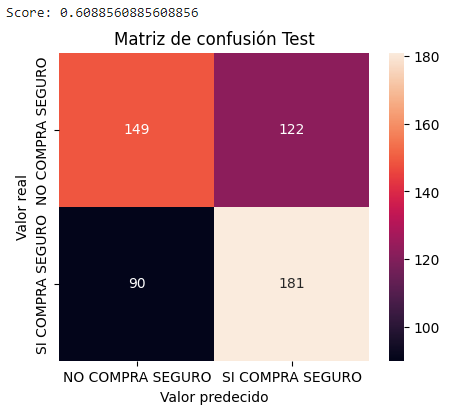 Score: 0.6088560885608856
Matriz de confusión Test
Valor real
NO COMPRA SEGURO
SI COMPRA SEGURO
149
122
90
181
180
160
140
120
100
NO COMPRA SEGURO
SI COMPRA SEGURO
Valor predecido